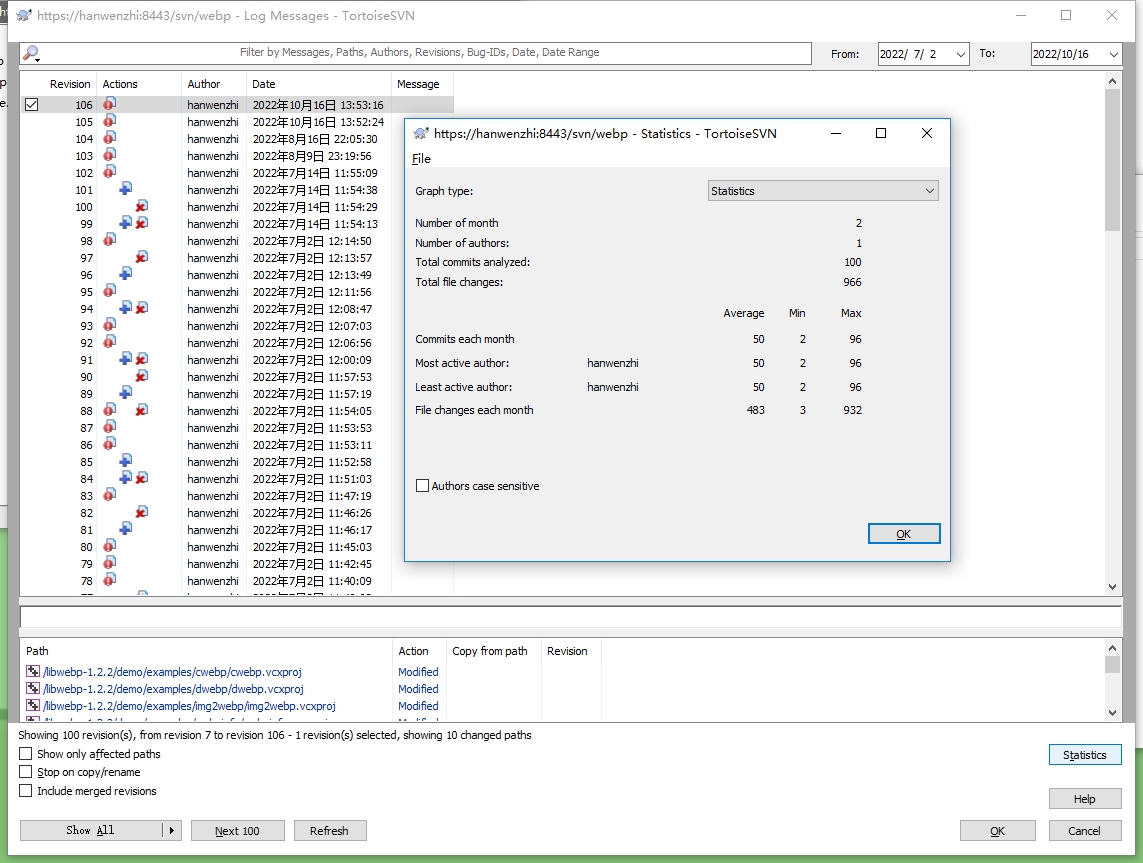 https://hanwenzhi:8443/svn/webp - Log Messages - TortoiseSVN
Filter by Messages, Paths, Authors, Revisions, Bug-IDs, Date, Date Range
From: 2022/ 7/ 2 To: 2022/10/16
Revision Actions Author Date Message
106 hanwenzhi 2022年10月16日 13:53:16
105 hanwenzhi 2022年10月16日 13:52:24
104 hanwenzhi 2022年8月16日 22:05:30
103 hanwenzhi 2022年8月9日 23:19:56
102 hanwenzhi 2022年7月14日 11:55:09
101 hanwenzhi 2022年7月14日 11:54:38
100 hanwenzhi 2022年7月14日 11:54:29
99 hanwenzhi 2022年7月14日 11:54:13
98 hanwenzhi 2022年7月2日 12:14:50
97 hanwenzhi 2022年7月2日 12:13:57
96 hanwenzhi 2022年7月2日 12:13:49
95 hanwenzhi 2022年7月2日 12:11:56
94 hanwenzhi 2022年7月2日 12:08:47
93 hanwenzhi 2022年7月2日 12:07:03
92 hanwenzhi 2022年7月2日 12:06:56
91 hanwenzhi 2022年7月2日 12:00:09
90 hanwenzhi 2022年7月2日 11:57:53
89 hanwenzhi 2022年7月2日 11:57:19
88 hanwenzhi 2022年7月2日 11:54:05
87 hanwenzhi 2022年7月2日 11:53:53
86 hanwenzhi 2022年7月2日 11:53:11
85 hanwenzhi 2022年7月2日 11:52:58
84 hanwenzhi 2022年7月2日 11:51:03
83 hanwenzhi 2022年7月2日 11:47:19
82 hanwenzhi 2022年7月2日 11:46:26
81 hanwenzhi 2022年7月2日 11:46:17
80 hanwenzhi 2022年7月2日 11:45:03
79 hanwenzhi 2022年7月2日 11:42:45
78 hanwenzhi 2022年7月2日 11:40:09
https://hanwenzhi:8443/svn/webp - Statistics - TortoiseSVN
File
Graph type: Statistics
Number of month 2
Number of authors: 1
Total commits analyzed: 100
Total file changes: 966
Average Min Max
Commits each month 50 2 96
Most active author: hanwenzhi 50 2 96
Least active author: hanwenzhi 50 2 96
File changes each month 483 3 932
Authors case sensitive
OK
Path Action Copy from path Revision
/libwebp-1.2.2/demo/examples/cwebp/cwebp.vcxproj Modified
/libwebp-1.2.2/demo/examples/dwebp/dwebp.vcxproj Modified
/libwebp-1.2.2/demo/examples/img2webp/img2webp.vcxproj Modified
Showing 100 revision(s), from revision 7 to revision 106 - 1 revision(s) selected, showing 10 changed paths
Show only affected paths
Statistics
Stop on copy/rename
Include merged revisions
Help
Show All Next 100 Refresh OK Cancel